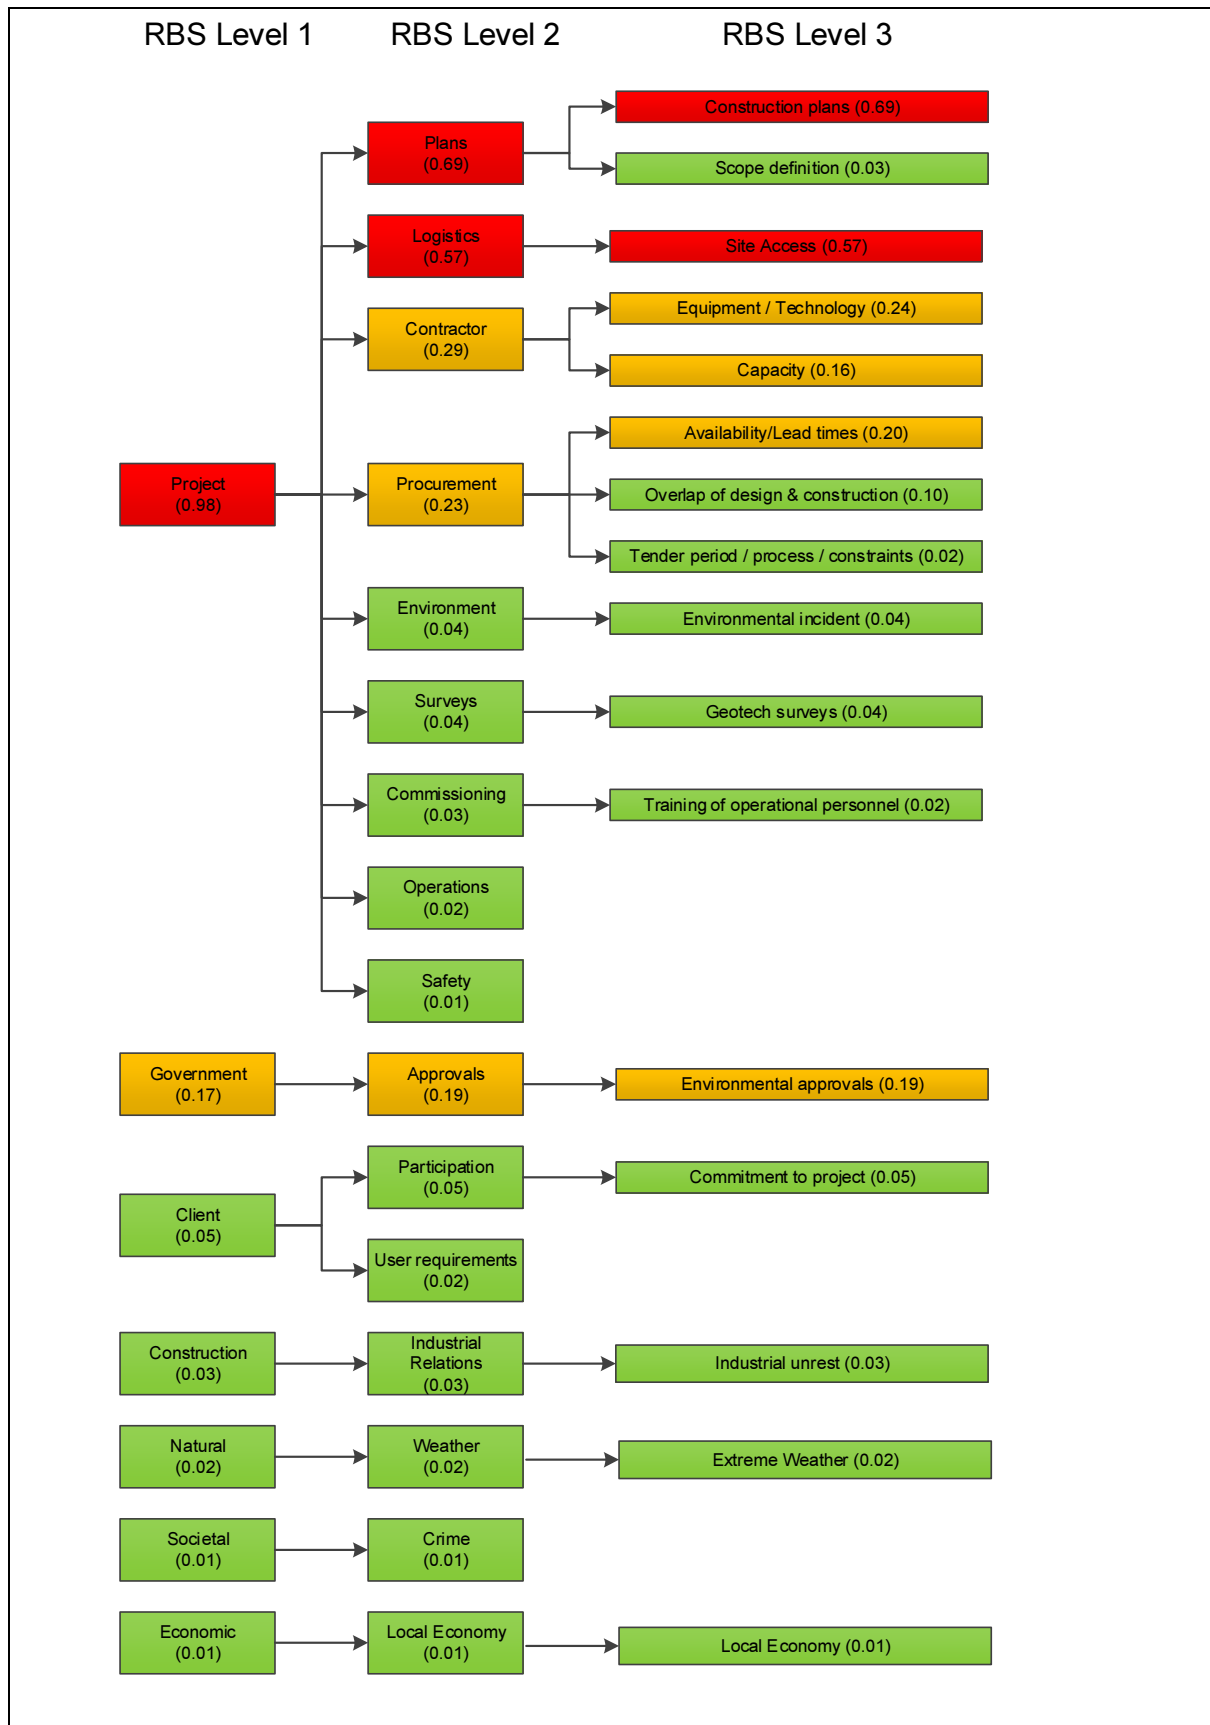 RBS Level 1
RBS Level 2
RBS Level 3
Construction plans (0.69)
Plans
(0.69)
Scope definition (0.03)
Logistics
(0.57)
Site Access (0.57)
Equipment / Technology (0.24)
Contractor
(0.29)
Capacity (0.16)
Availability/Lead times (0.20)
Project
(0.98)
Procurement
(0.23)
Overlap of design & construction (0.10)
Tender period / process / constraints (0.02)
Environment
(0.04)
Environmental incident (0.04)
Surveys
(0.04)
Geotech surveys (0.04)
Commissioning
(0.03)
Training of operational personnel (0.02)
Operations
(0.02)
Safety
(0.01)
Government
(0.17)
Approvals
(0.19)
Environmental approvals (0.19)
Participation
(0.05)
Commitment to project (0.05)
Client
(0.05)
User requirements
(0.02)
Construction
(0.03)
Industrial
Relations
(0.03)
Industrial unrest (0.03)
Natural
(0.02)
Weather
(0.02)
Extreme Weather (0.02)
Societal
(0.01)
Crime
(0.01)
Economic
(0.01)
Local Economy
(0.01)
Local Economy (0.01)